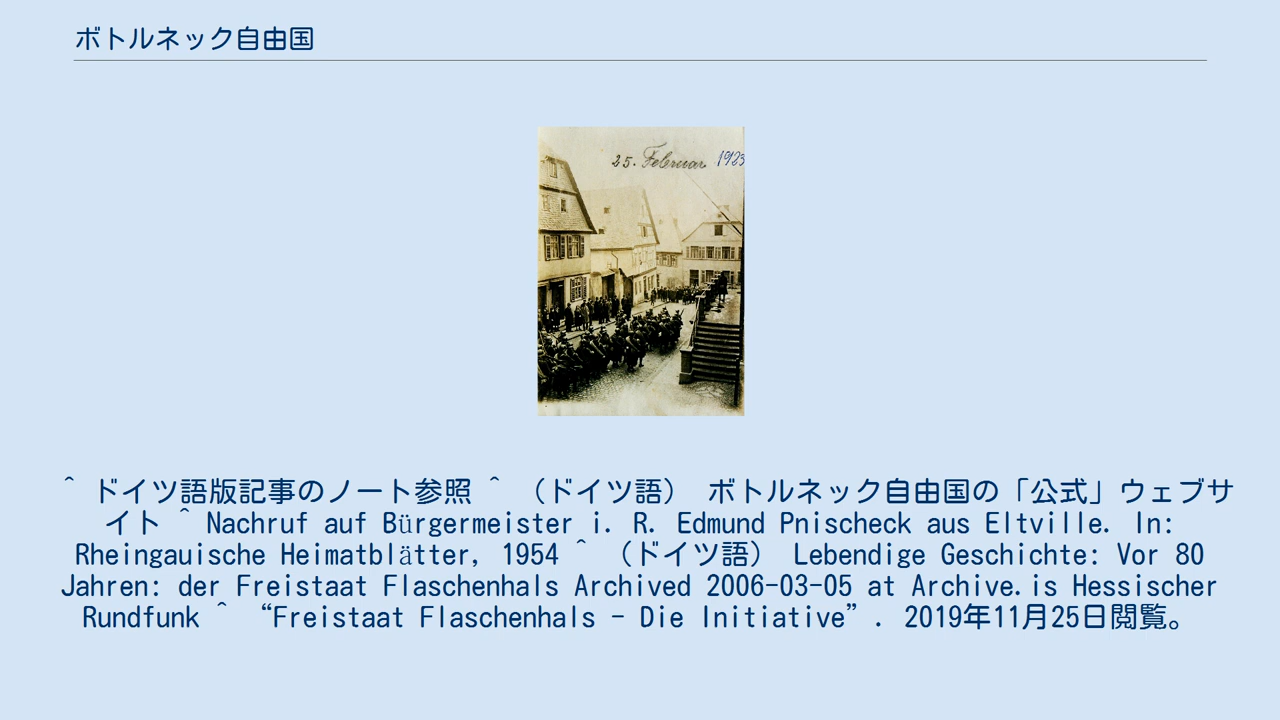 ボトルネック自由国
25. Februar 1923
^ ドイツ語版記事のノート参照 ^ （ドイツ語） ボトルネック自由国の「公式」ウェブサ
イト ^ Nachruf auf Bürgermeister i. R. Edmund Pnischeck aus Eltville. In:
Rheingauische Heimatblätter, 1954 ^ （ドイツ語） Lebendige Geschichte: Vor 80
Jahren: der Freistaat Flaschenhals Archived 2006-03-05 at Archive.is Hessischer
Rundfunk ^ “Freistaat Flaschenhals - Die Initiative”. 2019年11月25日閲覧。